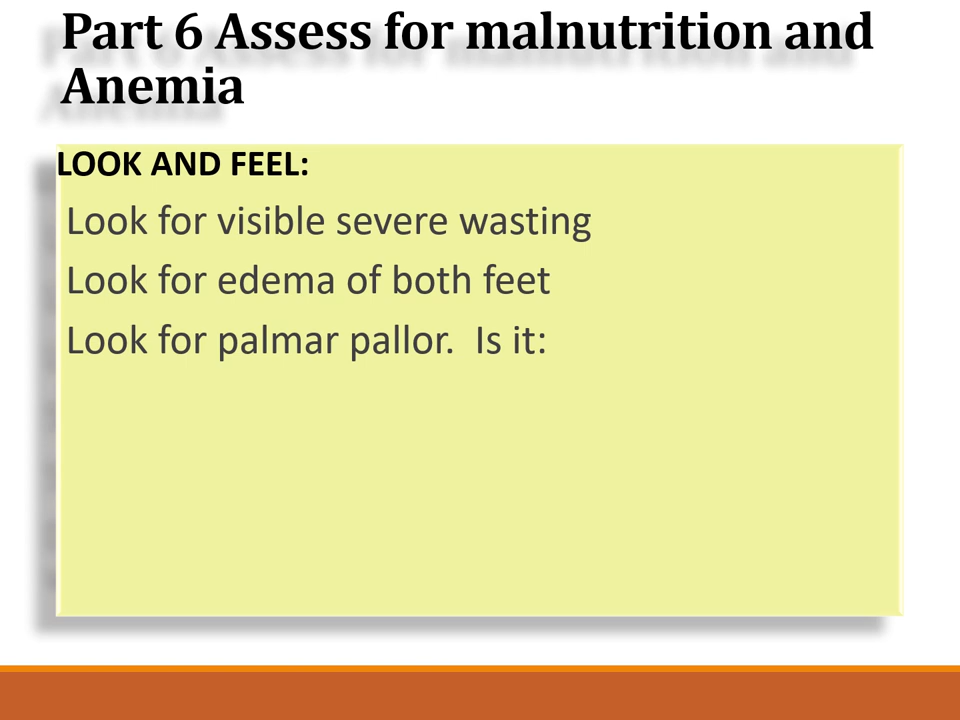 Part 6 Assess for malnutrition and
Anemia
LOOK AND FEEL:
Look for visible severe wasting
Look for edema of both feet
Look for palmar pallor.  Is it: